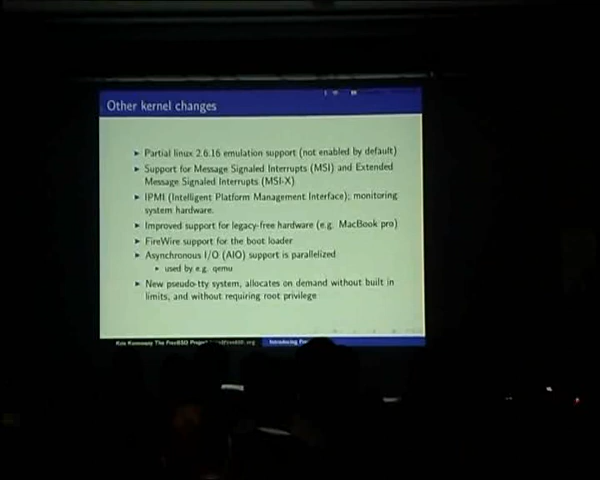 Other kernel changes
▸ Partial linux 2.6.16 emulation support (not enabled by default)
▸ Support for Message Signaled Interrupts (MSI) and Extended
Message Signaled Interrupts (MSI-X)
▸ IPMI (Intelligent Platform Management Interface); monitoring
system hardware.
▸ Improved support for legacy-free hardware (e.g. MacBook pro)
▸ FireWire support for the boot loader
▸ Asynchronous I/O (AIO) support is parallelized
▸ used by e.g. qemu
▸ New pseudo-tty system, allocates on demand without built in
limits, and without requiring root privilege
Kris Kennaway The FreeBSD Project
Introducing